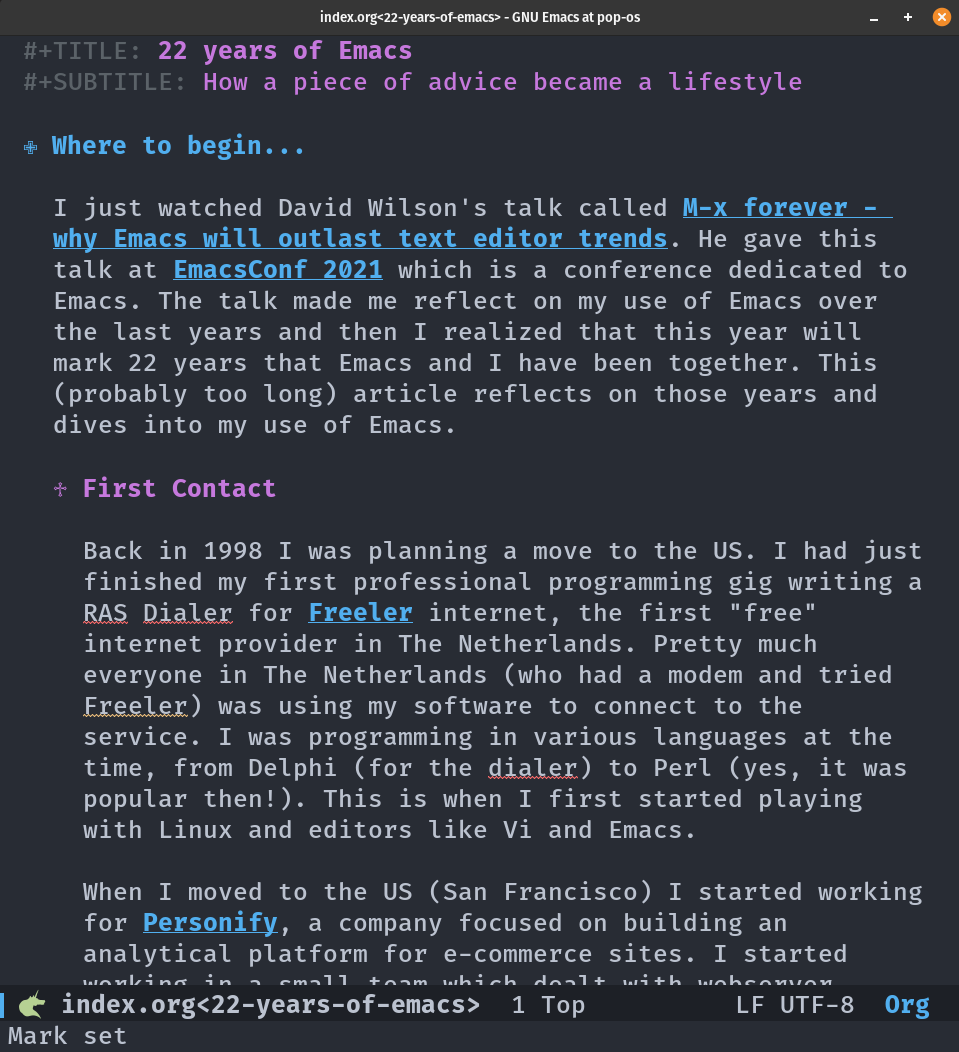 index.org<22-years-of-emacs> - GNU Emacs at pop-os
#+TITLE: 22 years of Emacs
#+SUBTITLE: How a piece of advice became a lifestyle
Where to begin...
I just watched David Wilson's talk called M-x forever -
why Emacs will outlast text editor trends. He gave this
talk at EmacsConf 2021 which is a conference dedicated to
Emacs. The talk made me reflect on my use of Emacs over
the last years and then I realized that this year will
mark 22 years that Emacs and I have been together. This
(probably too long) article reflects on those years and
dives into my use of Emacs.
First Contact
Back in 1998 I was planning a move to the US. I had just
finished my first professional programming gig writing a
RAS Dialer for Freeler internet, the first "free"
internet provider in The Netherlands. Pretty much
everyone in The Netherlands (who had a modem and tried
Freeler) was using my software to connect to the
service. I was programming in various languages at the
time, from Delphi (for the dialer) to Perl (yes, it was
popular then!). This is when I first started playing
with Linux and editors like Vi and Emacs.
When I moved to the US (San Francisco) I started working
for Personify, a company focused on building an
analytical platform for e-commerce sites. I started
working in a small team which dealt with webserver
index.org<22-years-of-emacs> 1 Top LF UTF-8 Org
Mark set